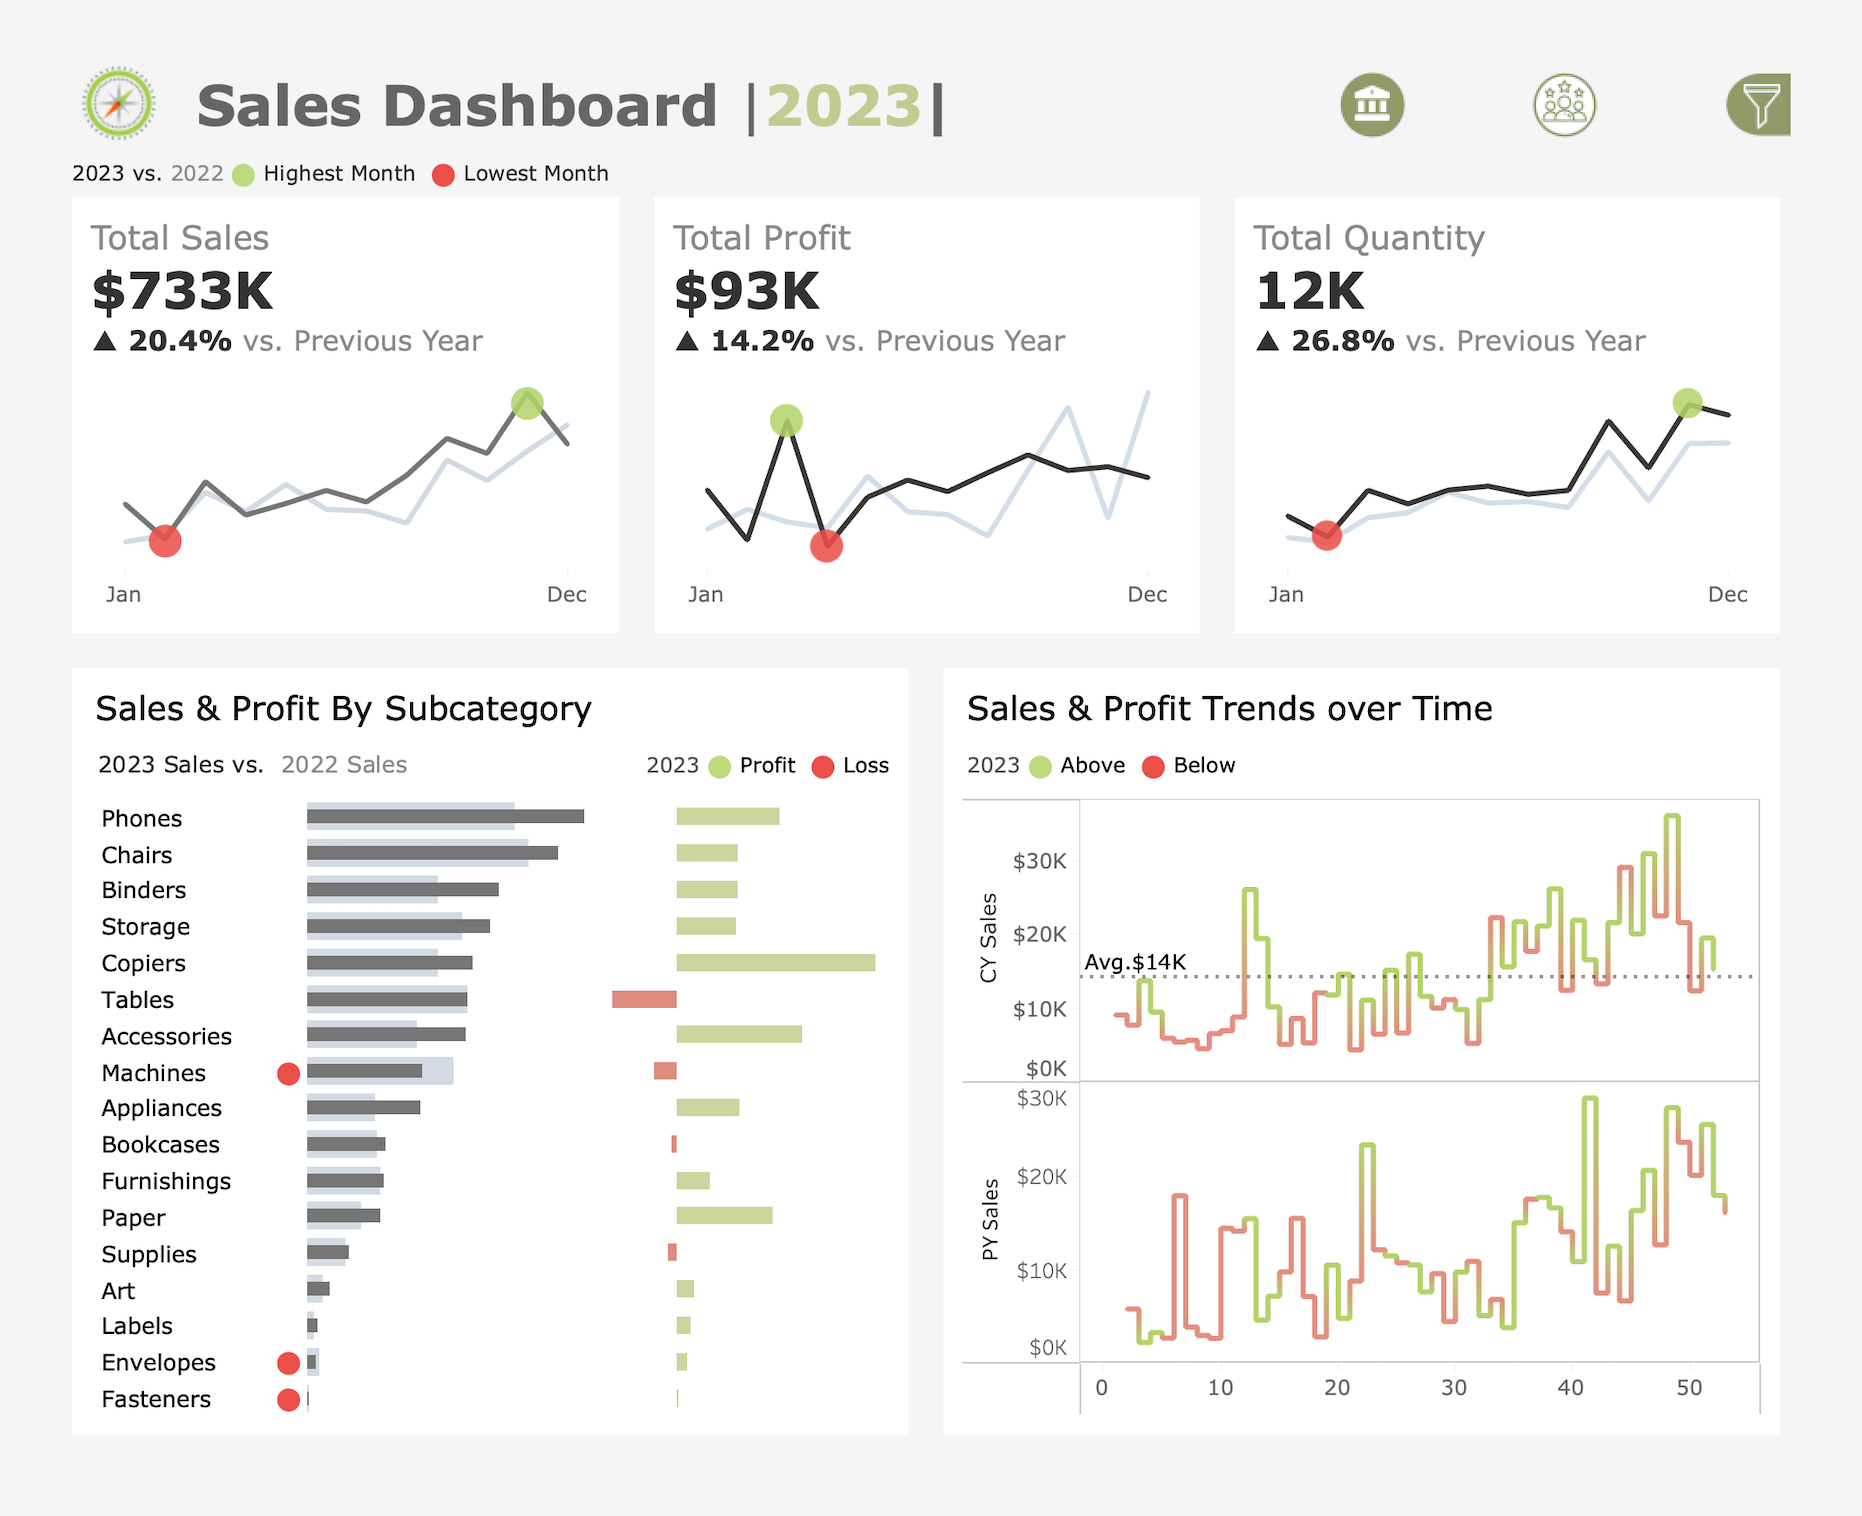 Sales Dashboard |2023|
2023 vs. 2022 Highest Month Lowest Month
Total Sales
$733K
▲ 20.4% vs. Previous Year
Jan Dec
Total Profit
$93K
▲ 14.2% vs. Previous Year
Jan Dec
Total Quantity
12K
▲ 26.8% vs. Previous Year
Jan Dec
Sales & Profit By Subcategory
2023 Sales vs. 2022 Sales
2023 Profit Loss
Phones
Chairs
Binders
Storage
Copiers
Tables
Accessories
Machines
Appliances
Bookcases
Furnishings
Paper
Supplies
Art
Labels
Envelopes
Fasteners
Sales & Profit Trends over Time
2023 Above Below
CY Sales
$30K
$20K
Avg.$14K
$10K
$0K
PY Sales
$30K
$20K
$10K
$0K
0 10 20 30 40 50